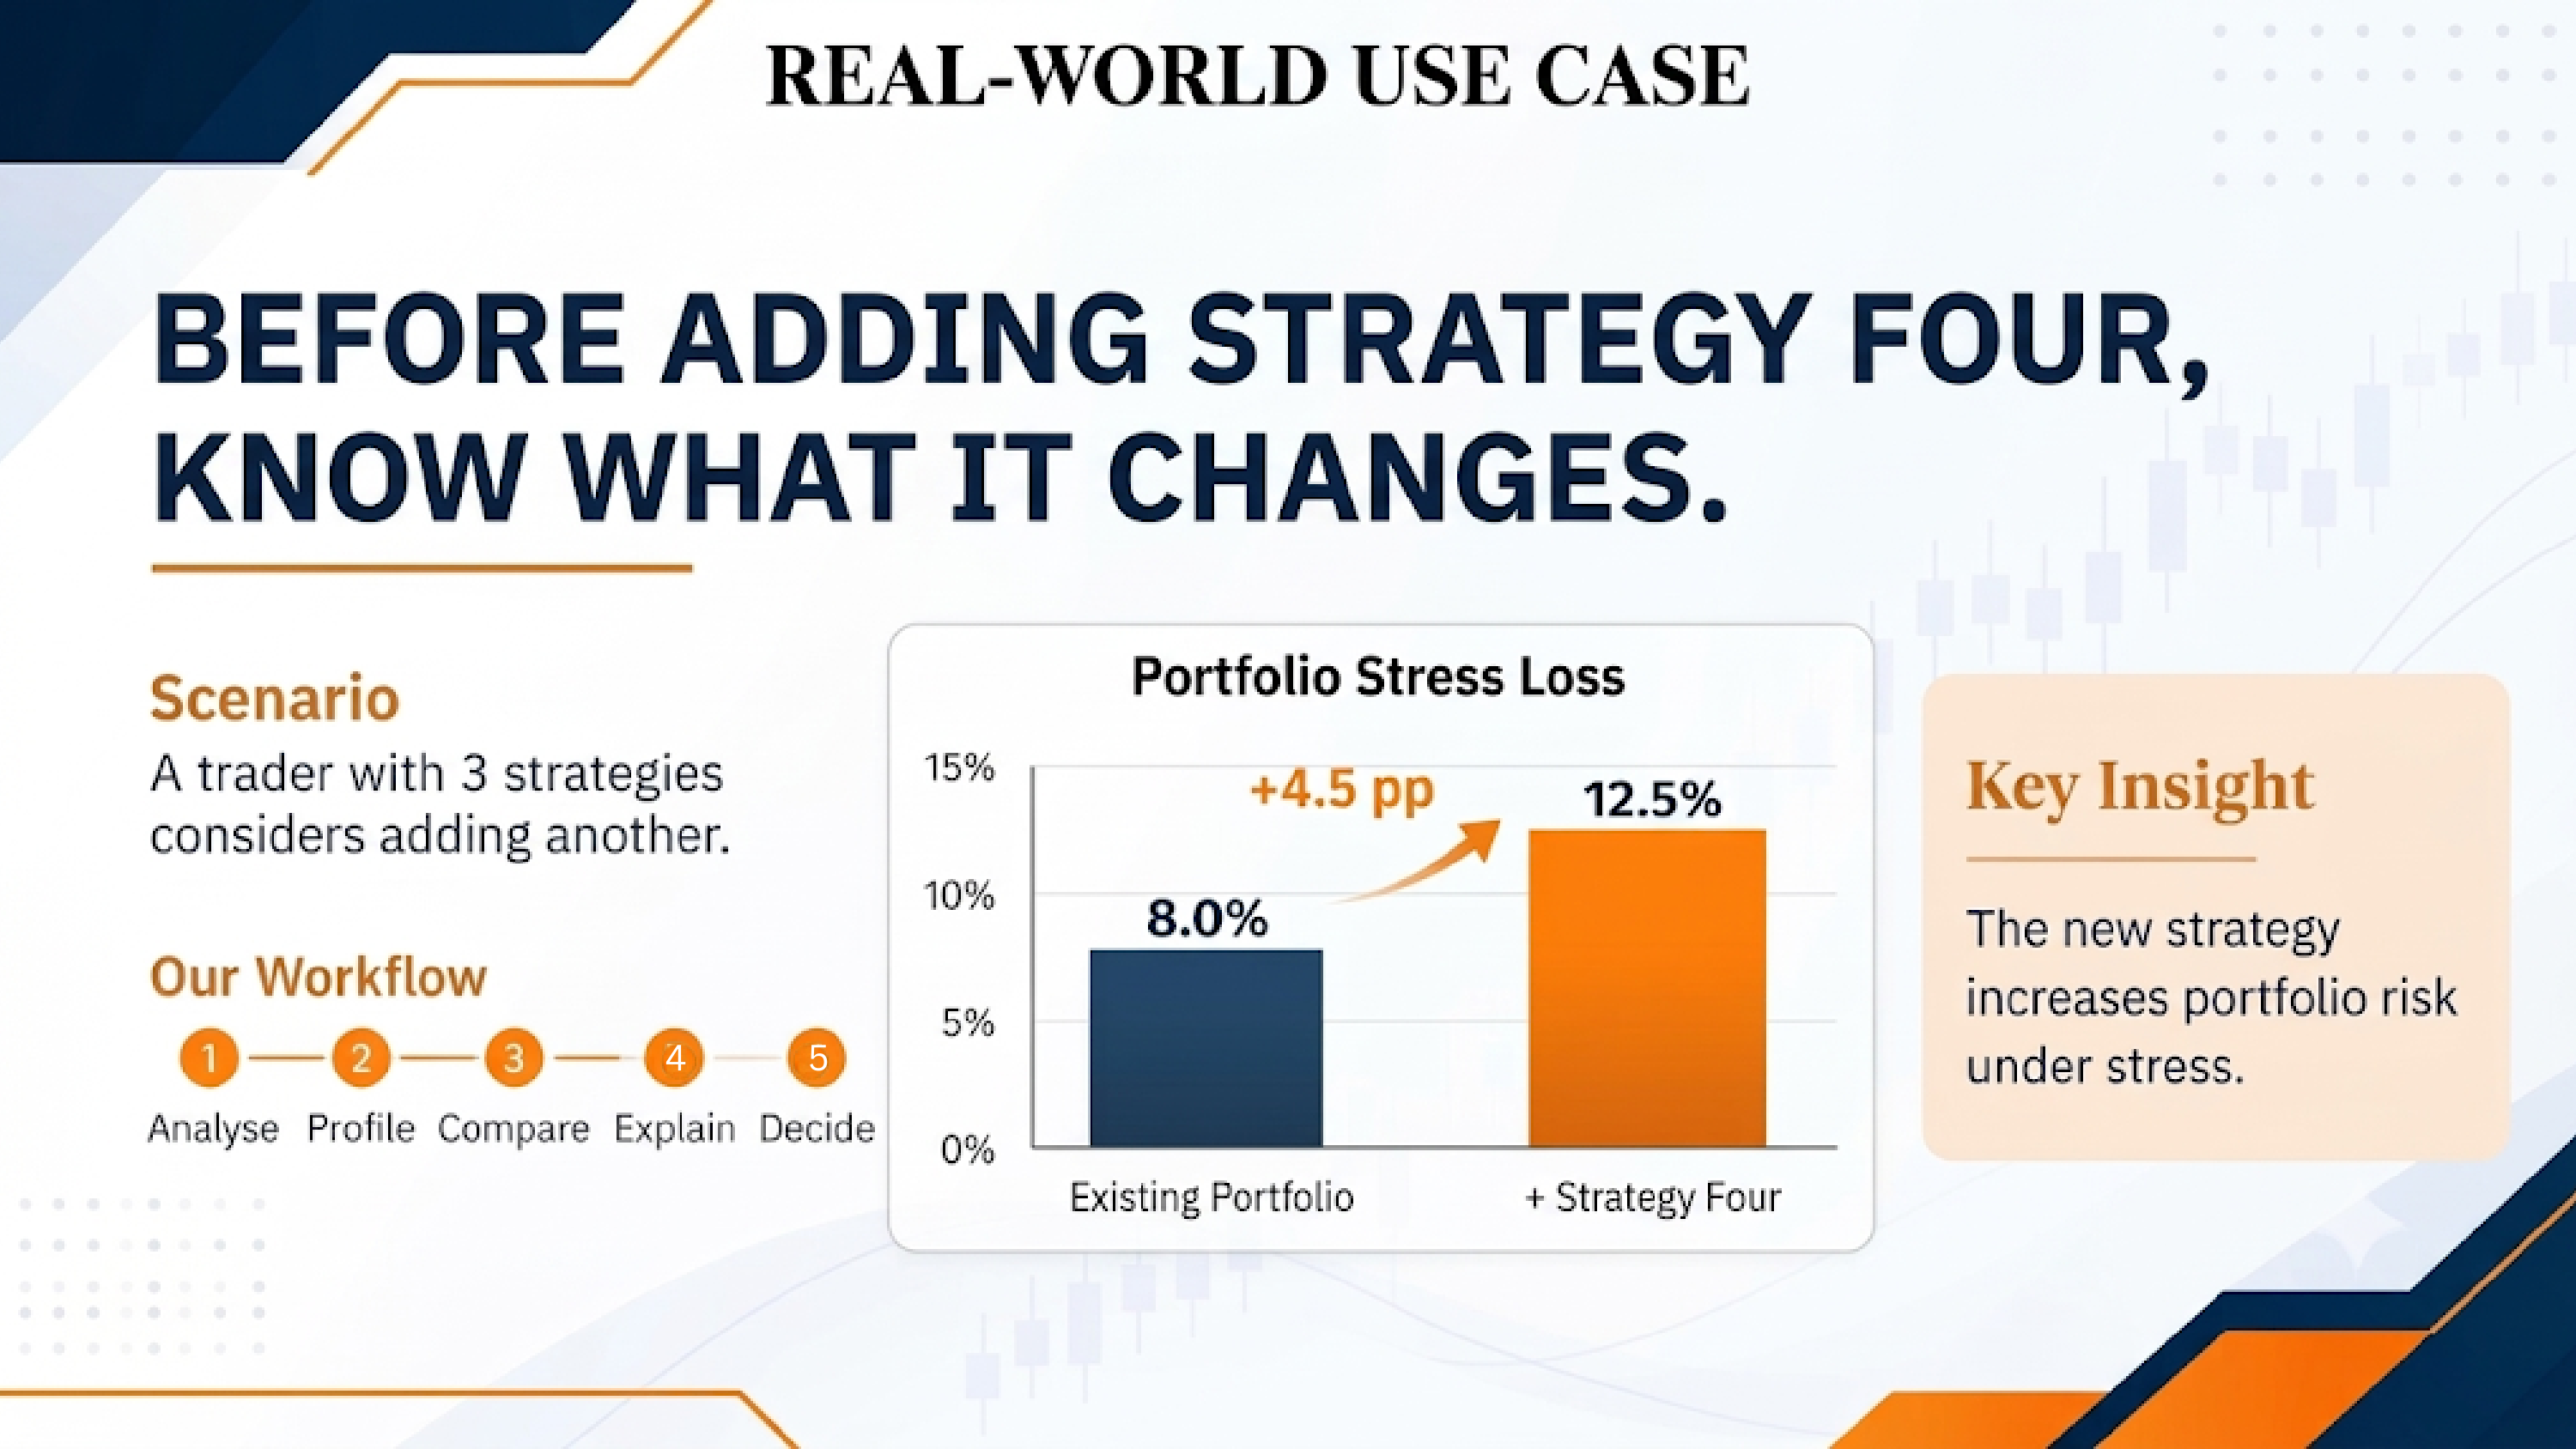 REAL-WORLD USE CASE
BEFORE ADDING STRATEGY FOUR,
KNOW WHAT IT CHANGES.
Scenario
A trader with 3 strategies
considers adding another.
Our Workflow
1 2 3 4 5
Analyse Profile Compare Explain Decide
Portfolio Stress Loss
15%
10%
5%
0%
+4.5 pp
12.5%
8.0%
Existing Portfolio
+ Strategy Four
Key Insight
The new strategy
increases portfolio risk
under stress.